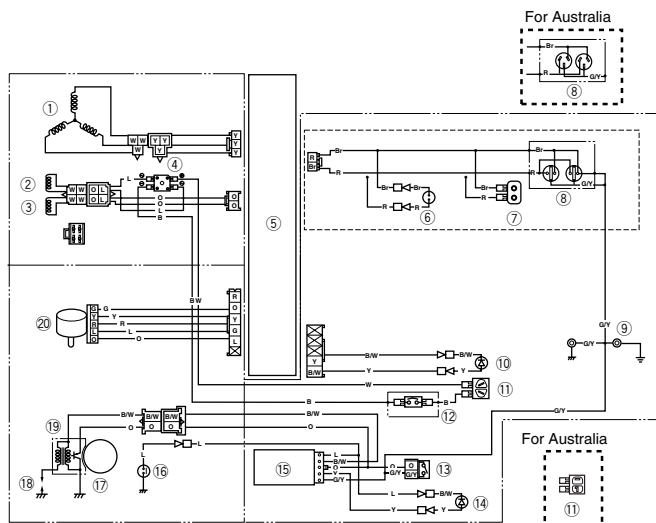 For Australia
Br
R
G/Y
⑧
①
W W Y Y
W Y
Y
Y
Y
④
②
③
W W O L
W W O L
L
O
O
L
B
O
O
⑤
R
Br
Br
R
Br Br
R R
⑥
Br
R
⑦
Br
R
G/Y
⑧
B/W
⑳
G
Y
R
L
O
G
Y
R
L
O
R
O
Y
G
L
G/Y
G/Y
⑨
Y
B/W
B/W B/W
Y Y
⑩
W
⑪
B B
⑫
B/W
O
B/W B/W
O O
B/W
O
G/Y
⑲
⑱
⑰
L
L
⑯
⑮
L
B/W
O
Y
G/Y
O
G/Y
O
G/Y
⑬
L L
Y Y
⑭
For Australia
⑪